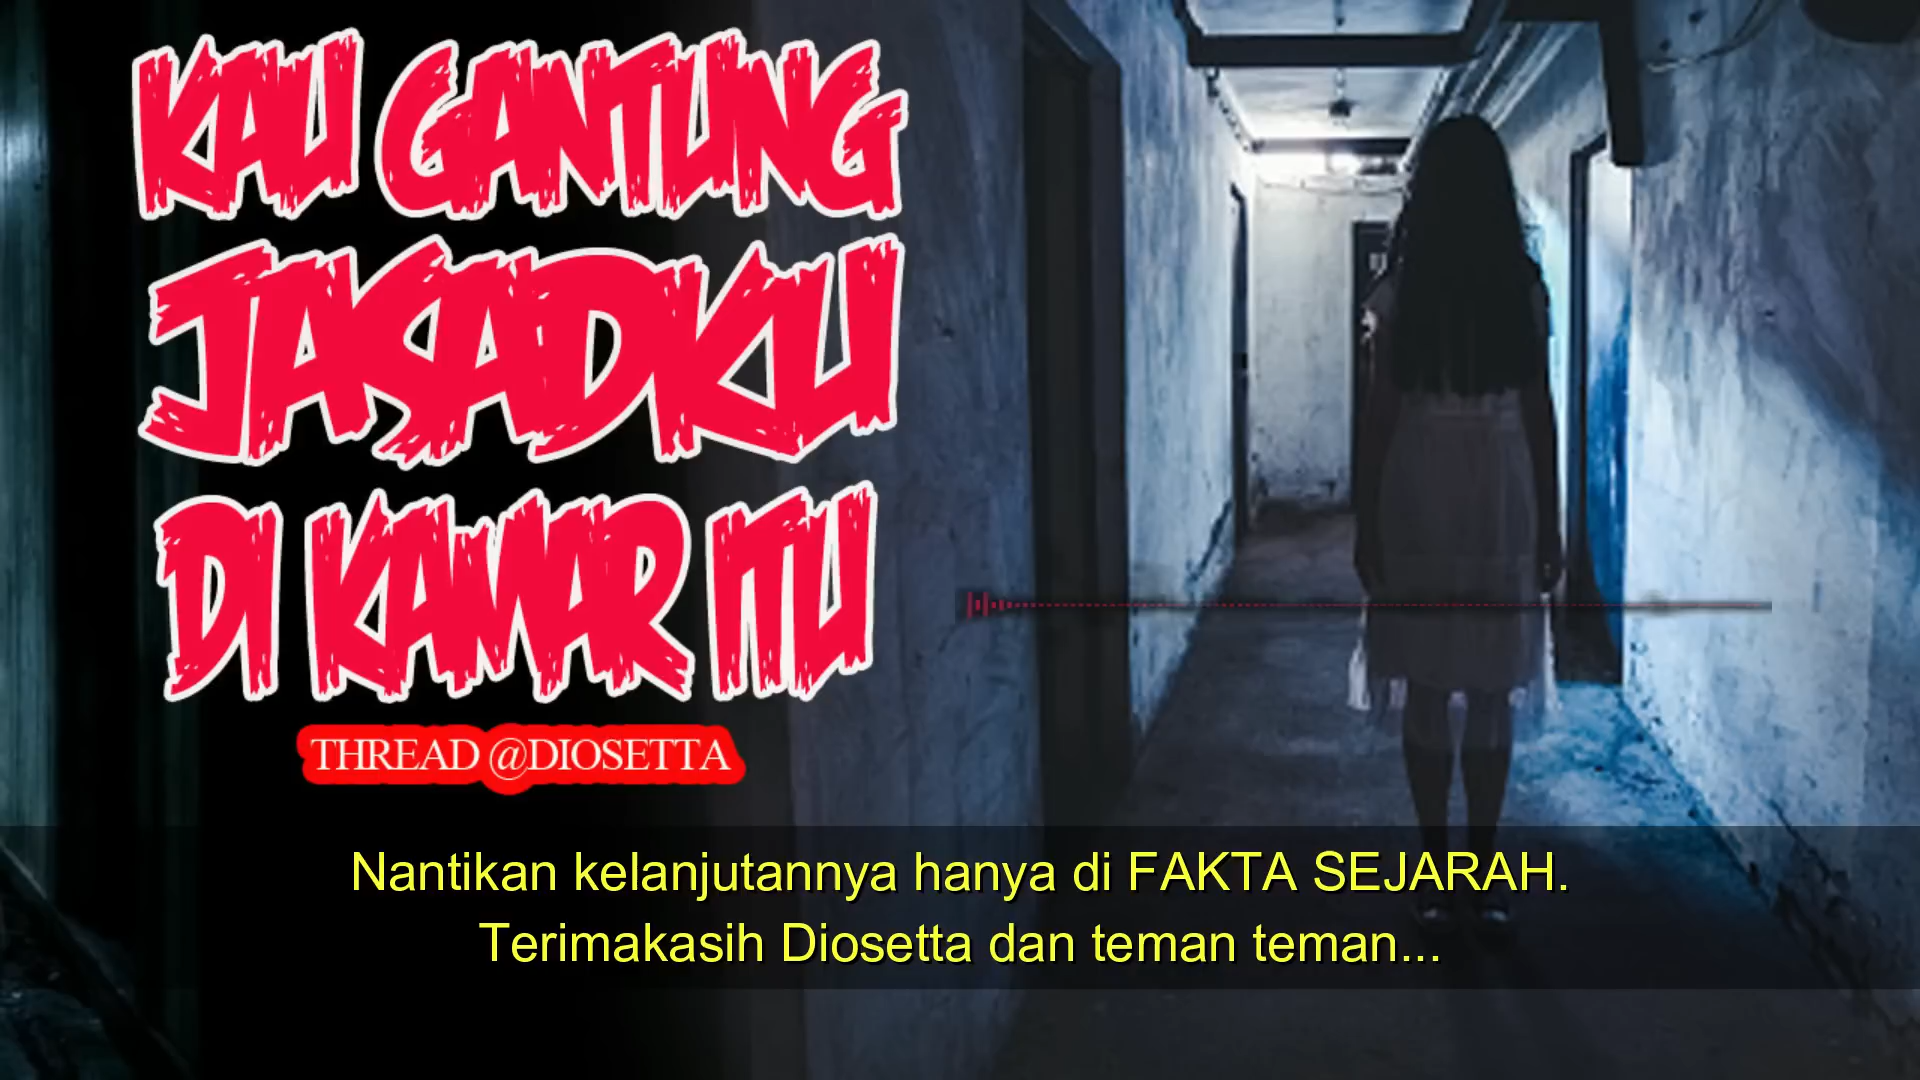 KAU GANTUNG
JASADKU
DI KAMAR ITU
THREAD @DIOSETTA
Nantikan kelanjutannya hanya di FAKTA SEJARAH.
Terimakasih Diosetta dan teman teman...